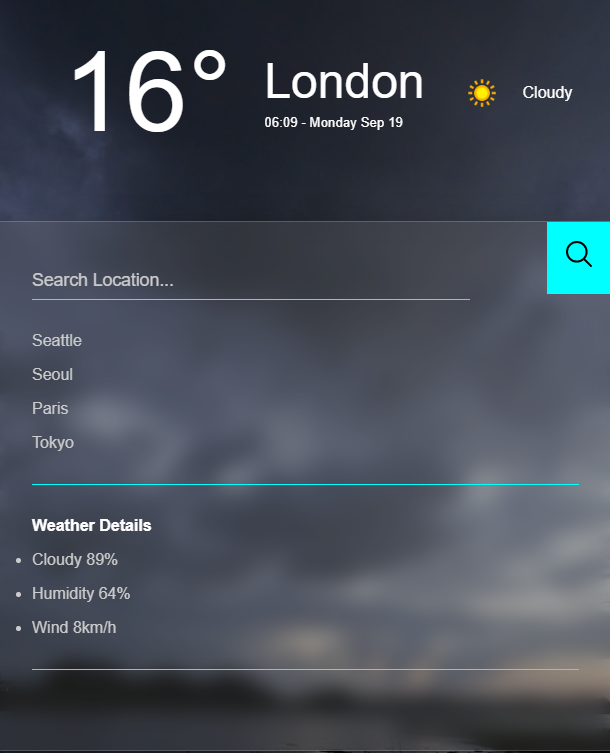 16°
London
06:09 - Monday Sep 19
Cloudy
Search Location...
Seattle
Seoul
Paris
Tokyo
Weather Details
Cloudy 89%
Humidity 64%
Wind 8km/h